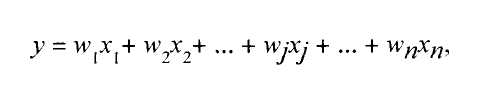 y = w₁x₁ + w₂x₂ + ... + wⱼxⱼ + ... + wₙxₙ,